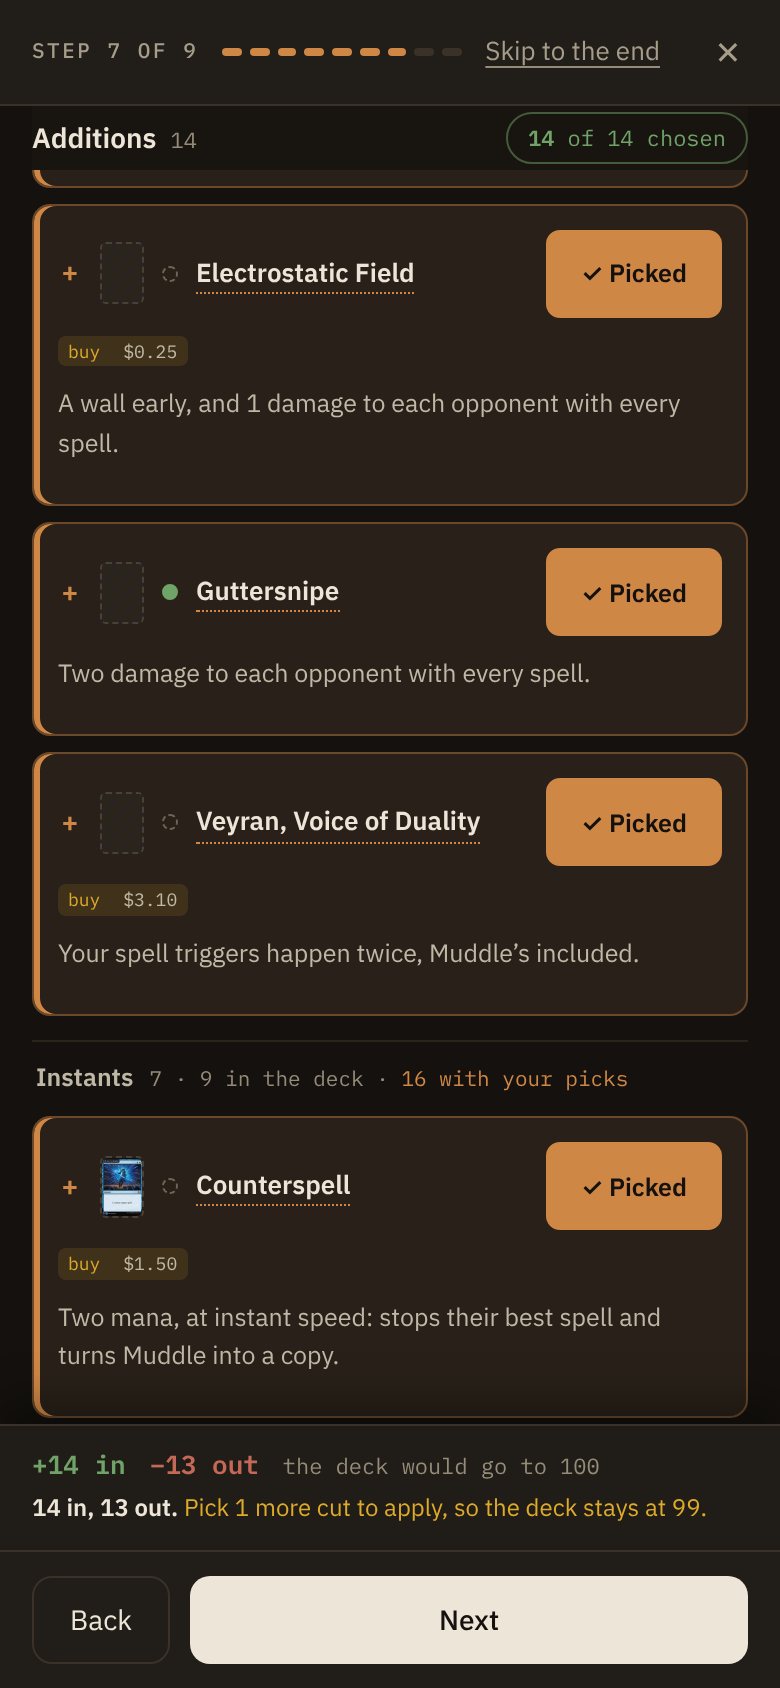 STEP 7 OF 9
Skip to the end
Additions 14
14 of 14 chosen
+ Electrostatic Field
✓ Picked
buy $0.25
A wall early, and 1 damage to each opponent with every
spell.
+ Guttersnipe
✓ Picked
Two damage to each opponent with every spell.
+ Veyran, Voice of Duality
✓ Picked
buy $3.10
Your spell triggers happen twice, Muddle’s included.
Instants 7 · 9 in the deck · 16 with your picks
+ Counterspell
✓ Picked
buy $1.50
Two mana, at instant speed: stops their best spell and
turns Muddle into a copy.
+14 in −13 out the deck would go to 100
14 in, 13 out. Pick 1 more cut to apply, so the deck stays at 99.
Back
Next